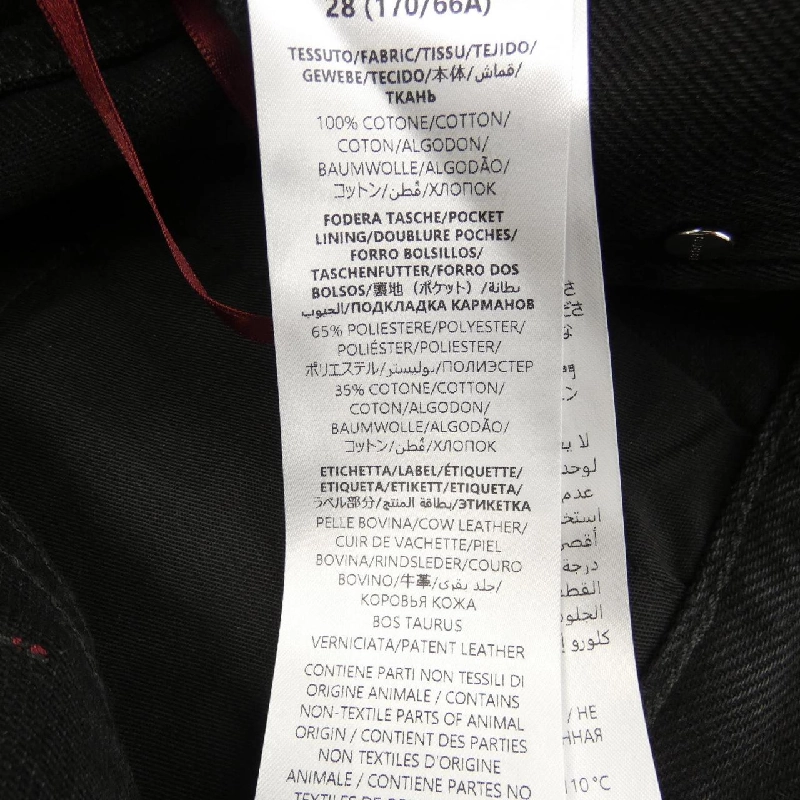 28 (170/66A)
TESSUTO/FABRIC/TISSU/TEJIDO/
GEWEBE/TECIDO/本体/قماش/
ТКАНЬ
100% COTONE/COTTON/
COTON/ALGODON/
BAUMWOLLE/ALGODÃO/
コットン/قُطن/ХЛОПОК
FODERA TASCHE/POCKET
LINING/DOUBLURE POCHES/
FORRO BOLSILLOS/
TASCHENFUTTER/FORRO DOS
BOLSOS/裏地 (ポケット) /بطانة
الجيوب/ПОДКЛАДКА КАРМАНОВ
65% POLIESTERE/POLYESTER/
POLIÉSTER/POLIESTER/
ポリエステル/بوليستر/ПОЛИЭСТЕР
35% COTONE/COTTON/
COTON/ALGODON/
BAUMWOLLE/ALGODÃO/
コットン/قُطن/ХЛОПОК
ETICHETTA/LABEL/ÉTIQUETTE/
ETIQUETA/ETIKETT/ETIQUETA/
ラベル部分/بطاقة المنتج/ЭТИКЕТКА
PELLE BOVINA/COW LEATHER/
CUIR DE VACHETTE/PIEL
BOVINA/RINDSLEDER/COURO
BOVINO/牛革/جلد بقري/
КОРОВЬЯ КОЖА
BOS TAURUS
VERNICIATA/PATENT LEATHER
CONTIENE PARTI NON TESSILI DI
ORIGINE ANIMALE / CONTAINS
NON-TEXTILE PARTS OF ANIMAL
ORIGIN / CONTIENT DES PARTIES
NON TEXTILES D'ORIGINE
ANIMALE / CONTIENE PARTES NO
لا
عدم
درجة
/ НЕ
110°C